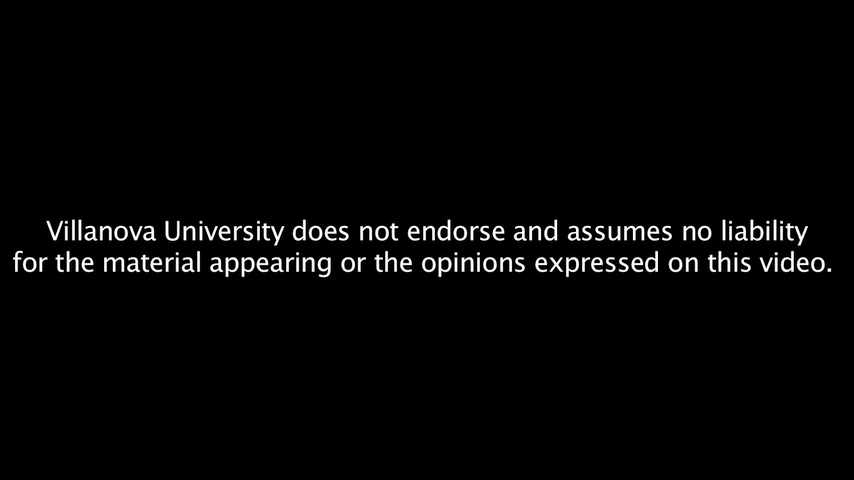 Villanova University does not endorse and assumes no liability
for the material appearing or the opinions expressed on this video.